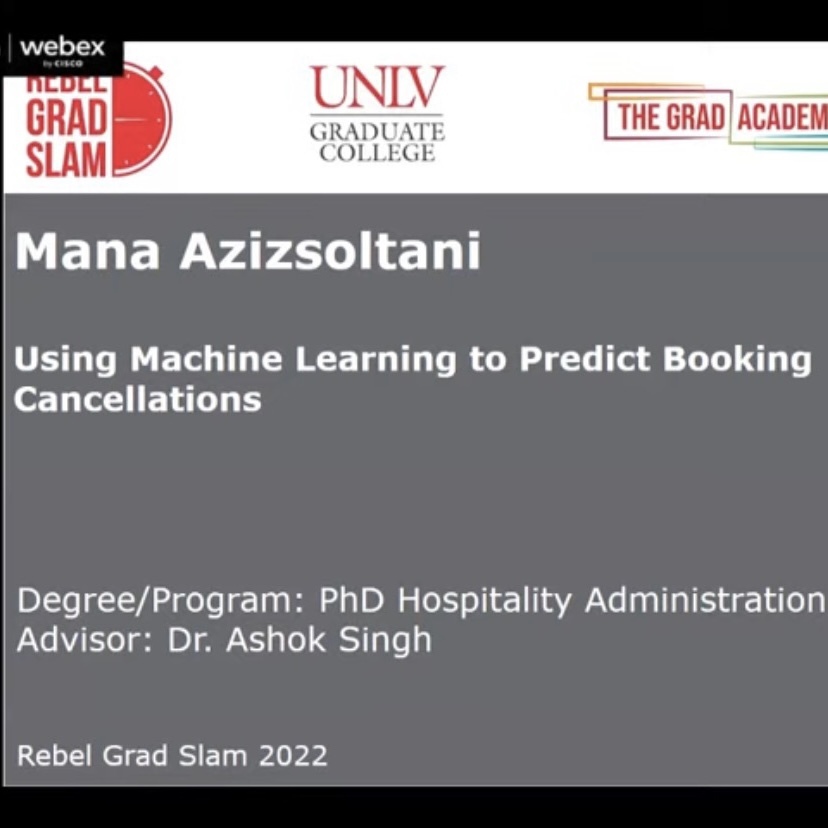 webex
by CISCO
REBEL
GRAD
SLAM
UNLV
GRADUATE
COLLEGE
THE GRAD ACADEM
Mana Azizsoltani
Using Machine Learning to Predict Booking
Cancellations
Degree/Program: PhD Hospitality Administration
Advisor: Dr. Ashok Singh
Rebel Grad Slam 2022